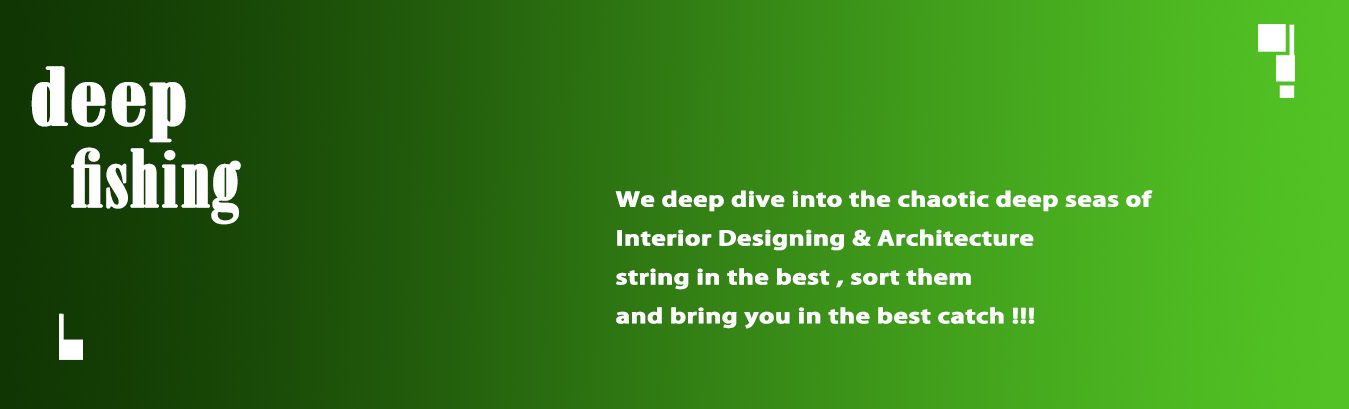 deep
fishing
We deep dive into the chaotic deep seas of
Interior Designing & Architecture
string in the best , sort them
and bring you in the best catch !!!